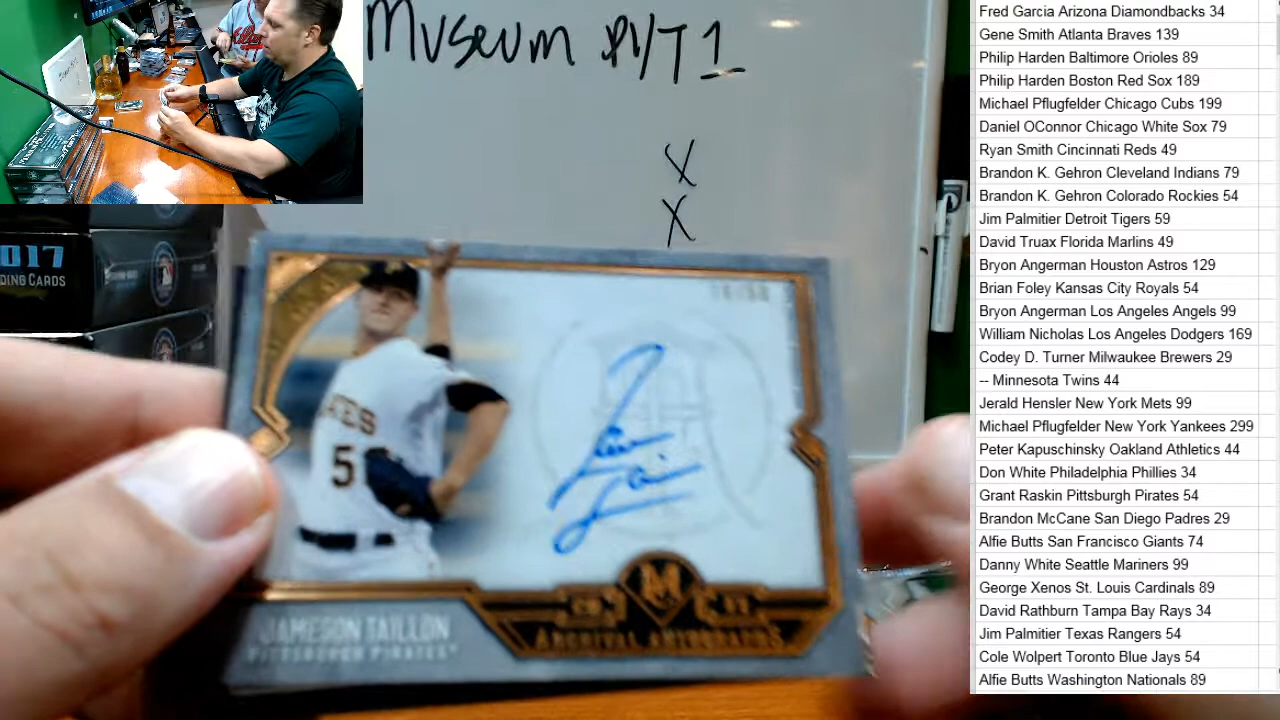 Museum P/T 1
X
X
017
DING CARDS
5
JAMESON TAILLON
PITTSBURGH PIRATES
M
ARCHIVAL AUTOGRAPHS
Fred Garcia Arizona Diamondbacks 34
Gene Smith Atlanta Braves 139
Philip Harden Baltimore Orioles 89
Philip Harden Boston Red Sox 189
Michael Pflugfelder Chicago Cubs 199
Daniel OConnor Chicago White Sox 79
Ryan Smith Cincinnati Reds 49
Brandon K. Gehron Cleveland Indians 79
Brandon K. Gehron Colorado Rockies 54
Jim Palmitier Detroit Tigers 59
David Truax Florida Marlins 49
Bryon Angerman Houston Astros 129
Brian Foley Kansas City Royals 54
Bryon Angerman Los Angeles Angels 99
William Nicholas Los Angeles Dodgers 169
Codey D. Turner Milwaukee Brewers 29
-- Minnesota Twins 44
Jerald Hensler New York Mets 99
Michael Pflugfelder New York Yankees 299
Peter Kapuschinsky Oakland Athletics 44
Don White Philadelphia Phillies 34
Grant Raskin Pittsburgh Pirates 54
Brandon McCane San Diego Padres 29
Alfie Butts San Francisco Giants 74
Danny White Seattle Mariners 99
George Xenos St. Louis Cardinals 89
David Rathburn Tampa Bay Rays 34
Jim Palmitier Texas Rangers 54
Cole Wolpert Toronto Blue Jays 54
Alfie Butts Washington Nationals 89